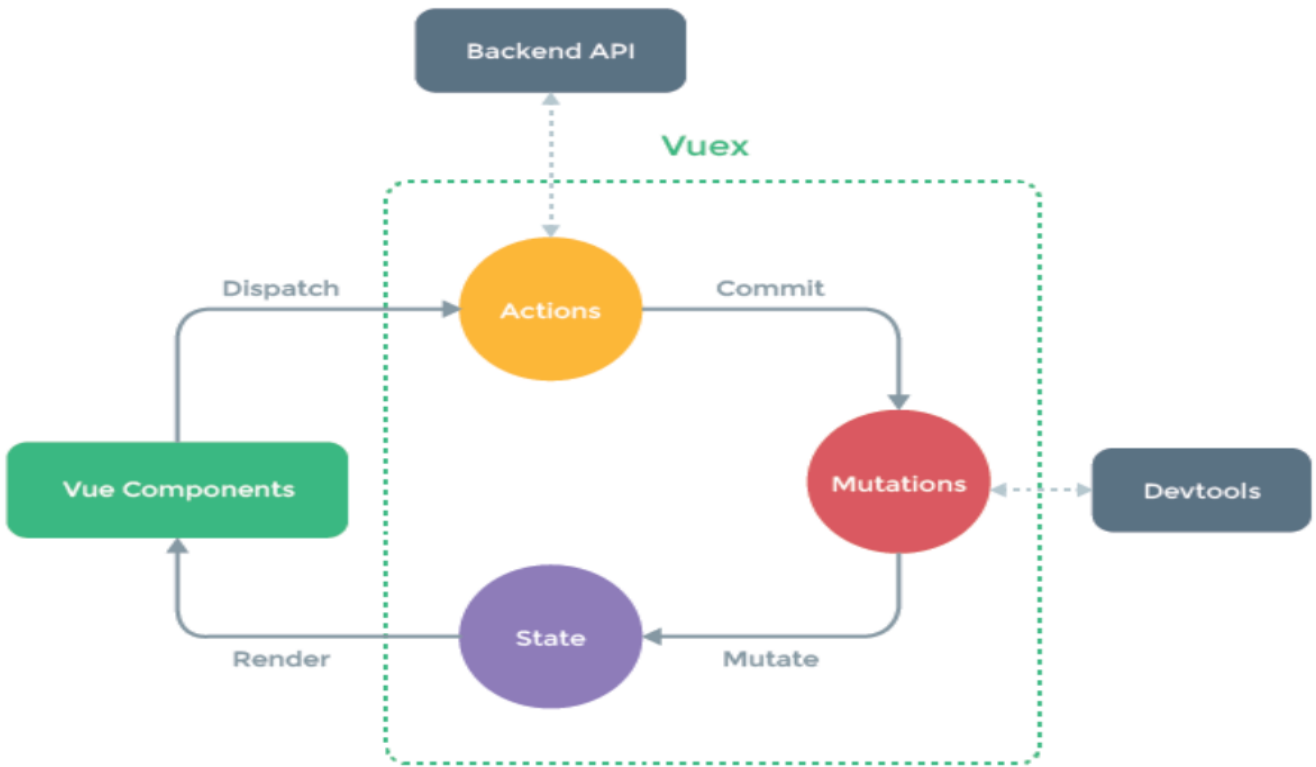 Backend API
Vuex
Dispatch
Commit
Actions
Vue Components
Mutations
Devtools
State
Render
Mutate